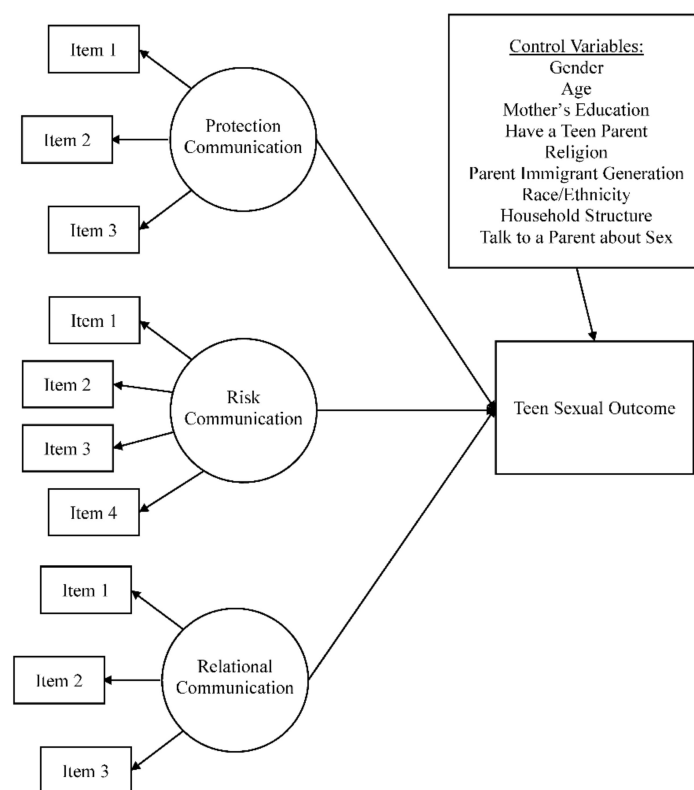 Item 1
Item 2
Item 3
Protection
Communication
Control Variables:
Gender
Age
Mother's Education
Have a Teen Parent
Religion
Parent Immigrant Generation
Race/Ethnicity
Household Structure
Talk to a Parent about Sex
Item 1
Item 2
Item 3
Item 4
Risk
Communication
Teen Sexual Outcome
Item 1
Item 2
Item 3
Relational
Communication